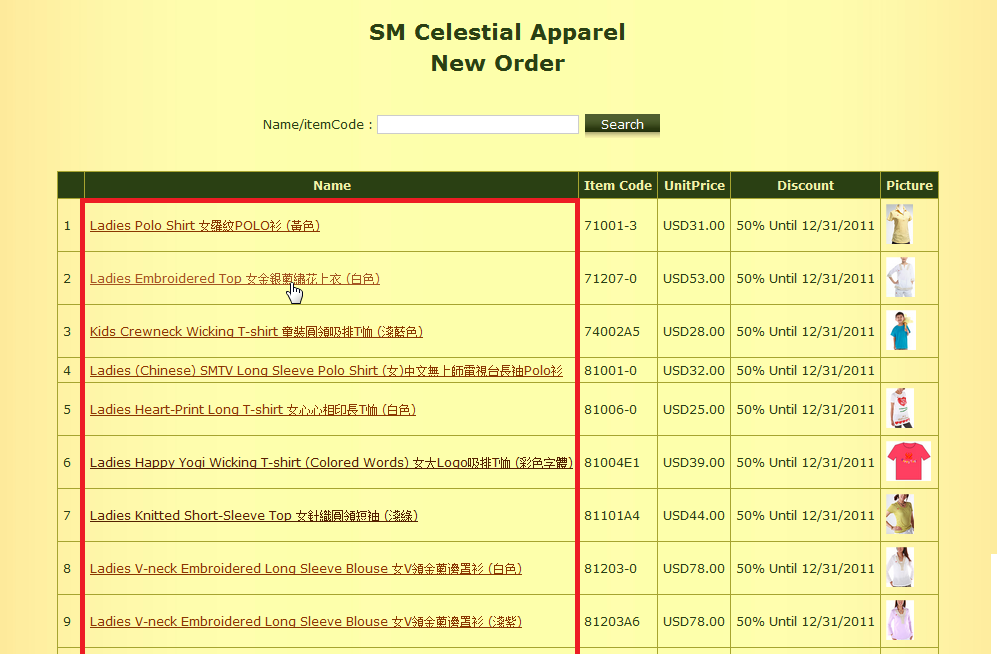 SM Celestial Apparel
New Order
Name/itemCode : Search
Name Item Code UnitPrice Discount Picture
1 Ladies Polo Shirt 女羅紋POLO衫 (黃色) 71001-3 USD31.00 50% Until 12/31/2011
2 Ladies Embroidered Top 女金銀蔥繡花上衣 (白色) 71207-0 USD53.00 50% Until 12/31/2011
3 Kids Crewneck Wicking T-shirt 童裝圓領吸排T恤 (淺藍色) 74002A5 USD28.00 50% Until 12/31/2011
4 Ladies (Chinese) SMTV Long Sleeve Polo Shirt (女)中文無上師電視台長袖Polo衫 81001-0 USD32.00 50% Until 12/31/2011
5 Ladies Heart-Print Long T-shirt 女心心相印長T恤 (白色) 81006-0 USD25.00 50% Until 12/31/2011
6 Ladies Happy Yogi Wicking T-shirt (Colored Words) 女大Logo吸排T恤 (彩色字體) 81004E1 USD39.00 50% Until 12/31/2011
7 Ladies Knitted Short-Sleeve Top 女針織圓領短袖 (淺綠) 81101A4 USD44.00 50% Until 12/31/2011
8 Ladies V-neck Embroidered Long Sleeve Blouse 女V領金蔥邊罩衫 (白色) 81203-0 USD78.00 50% Until 12/31/2011
9 Ladies V-neck Embroidered Long Sleeve Blouse 女V領金蔥邊罩衫 (淺紫) 81203A6 USD78.00 50% Until 12/31/2011